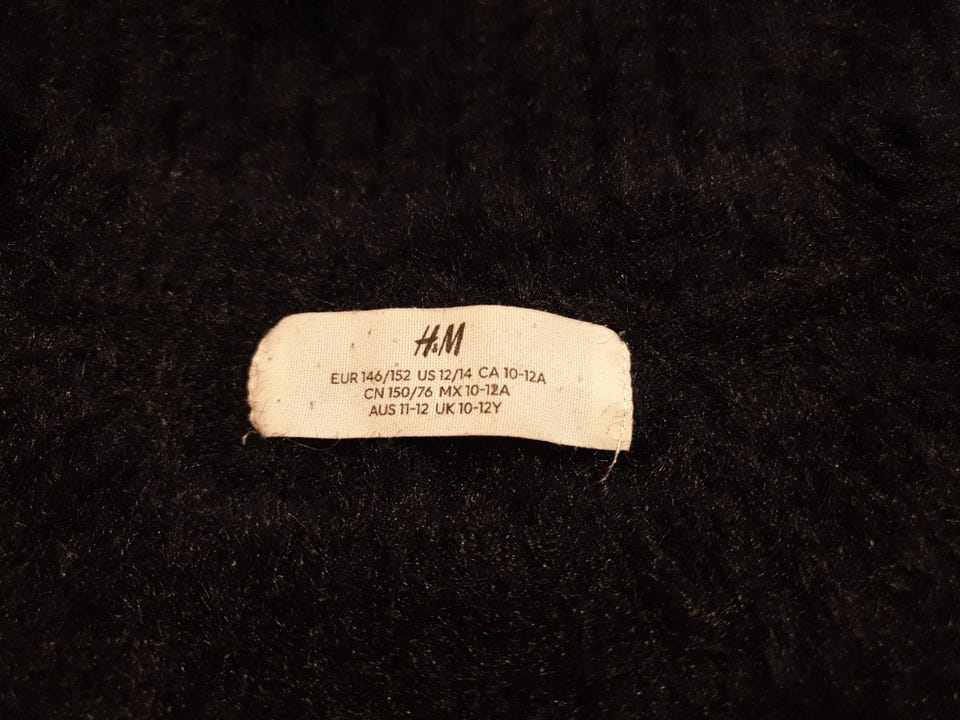 H&M
EUR 146/152 US 12/14 CA 10-12A
CN 150/76 MX 10-12A
AUS 11-12 UK 10-12Y